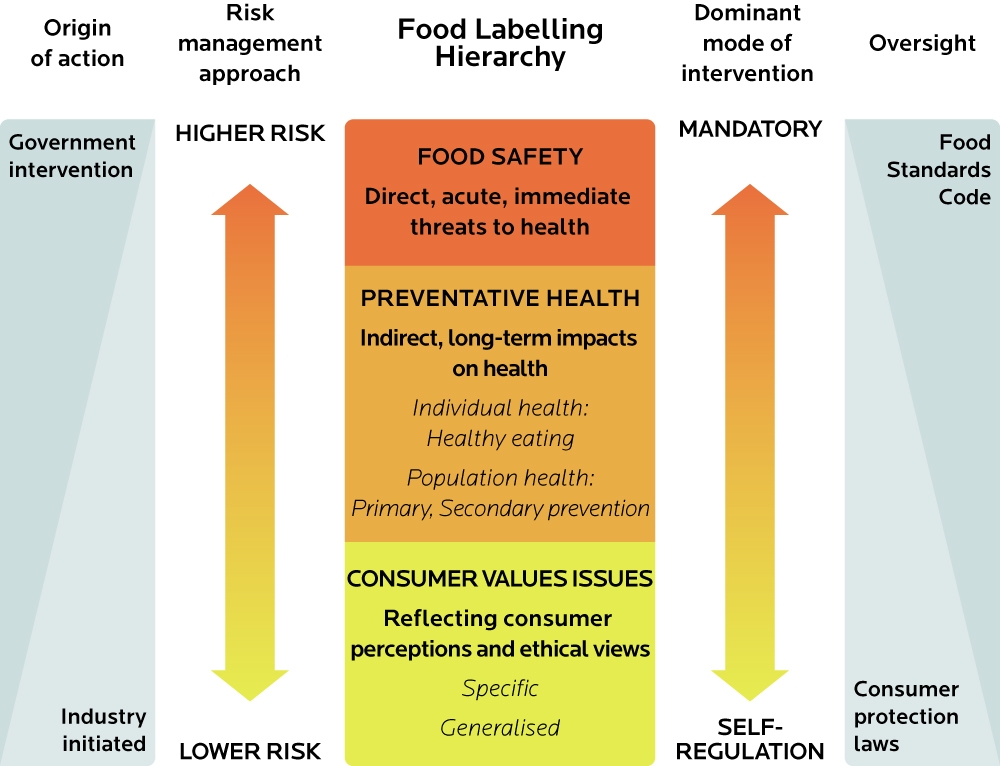 Origin
of action
Risk
management
approach
Food Labelling
Hierarchy
Dominant
mode of
intervention
Oversight
Government
intervention
HIGHER RISK
FOOD SAFETY
Direct, acute, immediate
threats to health
MANDATORY
Food
Standards
Code
PREVENTATIVE HEALTH
Indirect, long-term impacts
on health
Individual health:
Healthy eating
Population health:
Primary, Secondary prevention
CONSUMER VALUES ISSUES
Reflecting consumer
perceptions and ethical views
Specific
Generalised
Industry
initiated
LOWER RISK
SELF-
REGULATION
Consumer
protection
laws